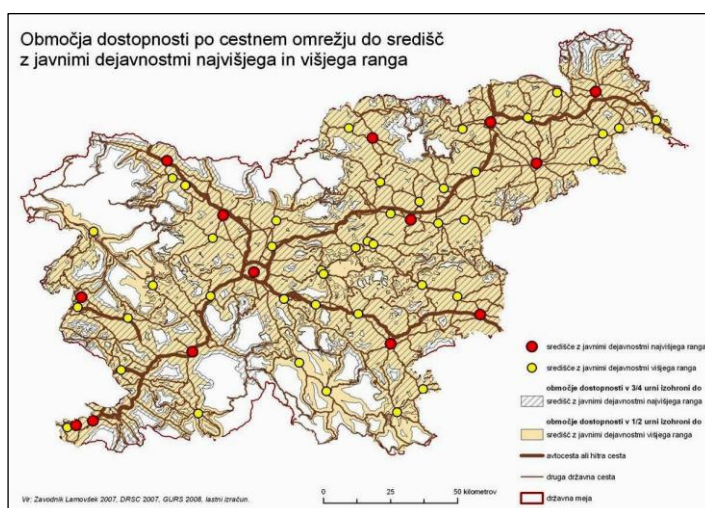 Območja dostopnosti po cestnem omrežju do središč
z javnimi dejavnostmi najvišjega in višjega ranga
središče z javnimi dejavnostmi najvišjega ranga
središče z javnimi dejavnostmi višjega ranga
območje dostopnosti v 3/4 urni izohroni do
središč z javnimi dejavnostmi najvišjega ranga
območje dostopnosti v 1/2 urni izohroni do
središč z javnimi dejavnostmi višjega ranga
avtocesta ali hitra cesta
druga državna cesta
državna meja
Vir: Zavodnik Lamovšek 2007, DRSC 2007, GURS 2008, lastni izračun.
0 25 50 kilometrov